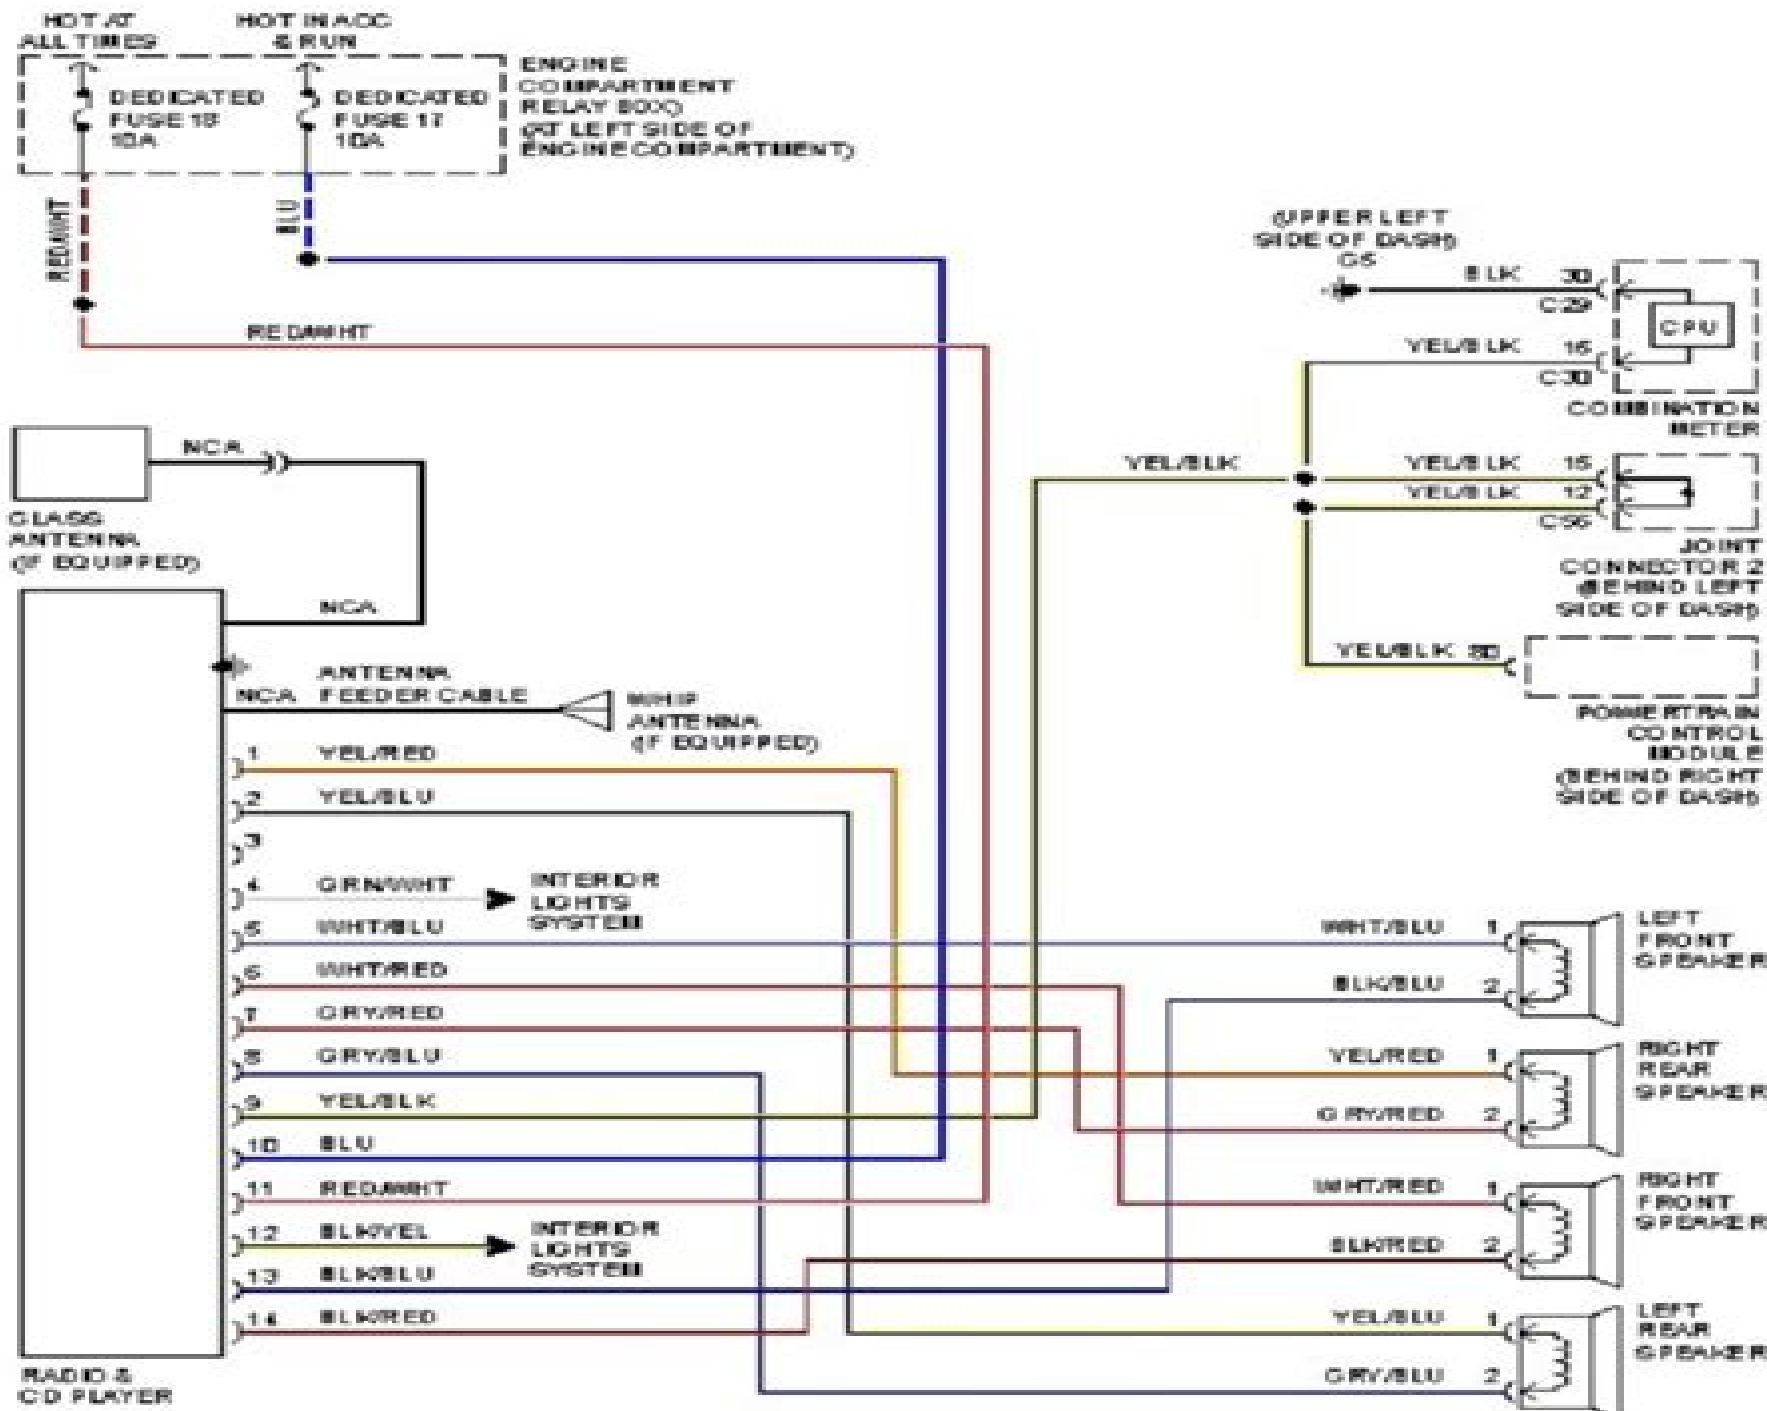 HOT AT
ALL TIMES
HOT IN ACC
& RUN
DEDICATED
FUSE
DEDICATED
FUSE 17
10A
ENGINE
COMPARTMENT
RELAY BOX)
(AT LEFT SIDE OF
ENGINE COMPARTMENT)
RED/WHT
BLU
RED/WHT
(UPPER LEFT
SIDE OF DASH)
BLK 30
C29
CPU
YEL/BLK 16
C30
COMBINATION
METER
YEL/BLK
YEL/BLK 15
YEL/BLK 12
JOINT
CONNECTOR 2
(BEHIND LEFT
SIDE OF DASH)
YEL/BLK 80
POWERTRAIN
CONTROL
MODULE
(BEHIND RIGHT
SIDE OF DASH)
NCA
GLASS
ANTENNA
(IF EQUIPPED)
NCA
ANTENNA
NCA FEEDER CABLE
WHIP
ANTENNA
(IF EQUIPPED)
1 YEL/RED
2 YEL/BLU
3
4 GRN/WHT
INTERIOR
LIGHTS
SYSTEM
5 WHT/BLU
6 WHT/RED
7 GRY/RED
8 GRY/BLU
9 YEL/BLK
10 BLU
11 RED/WHT
12 BLK/YEL
INTERIOR
LIGHTS
SYSTEM
13 BLK/BLU
14 BLK/RED
RADIO &
CD PLAYER
WHT/BLU 1
BLK/BLU 2
LEFT
FRONT
SPEAKER
YEL/RED 1
GRY/RED 2
RIGHT
REAR
SPEAKER
WHT/RED 1
BLK/RED 2
RIGHT
FRONT
SPEAKER
YEL/BLU 1
GRY/BLU 2
LEFT
REAR
SPEAKER